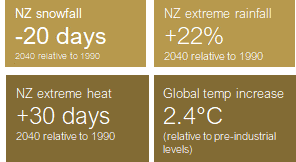 NZ snowfall
-20 days
2040 relative to 1990
NZ extreme rainfall
+22%
2040 relative to 1990
NZ extreme heat
+30 days
2040 relative to 1990
Global temp increase
2.4°C
(relative to pre-industrial
levels)